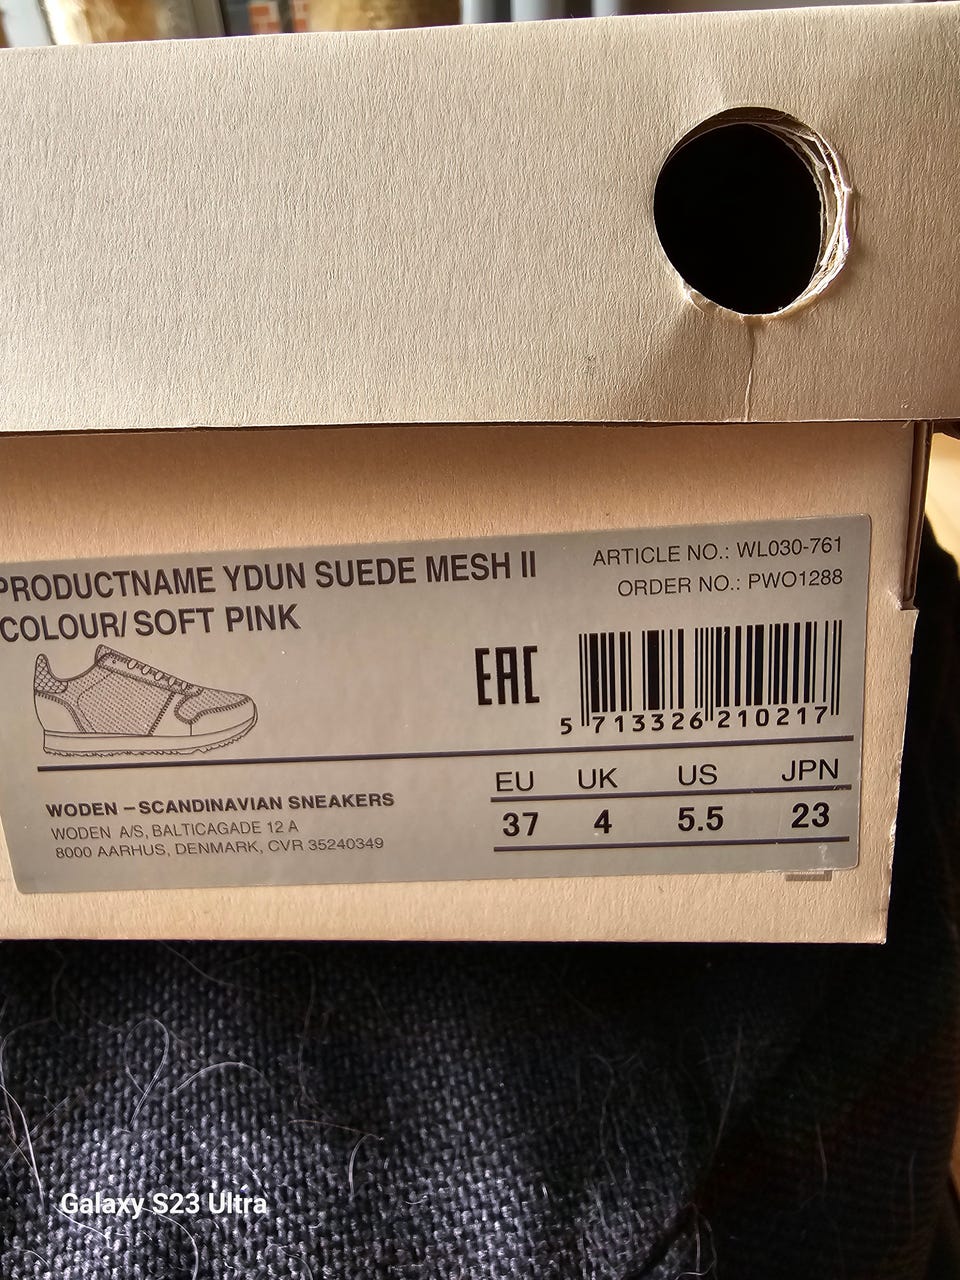 PRODUCTNAME YDUN SUEDE MESH II
COLOUR/ SOFT PINK
ARTICLE NO.: WL030-761
ORDER NO.: PWO1288
EAC
5 713326 210217
EU UK US JPN
37 4 5.5 23
WODEN – SCANDINAVIAN SNEAKERS
WODEN A/S, BALTICAGADE 12 A
8000 AARHUS, DENMARK, CVR 35240349
Galaxy S23 Ultra